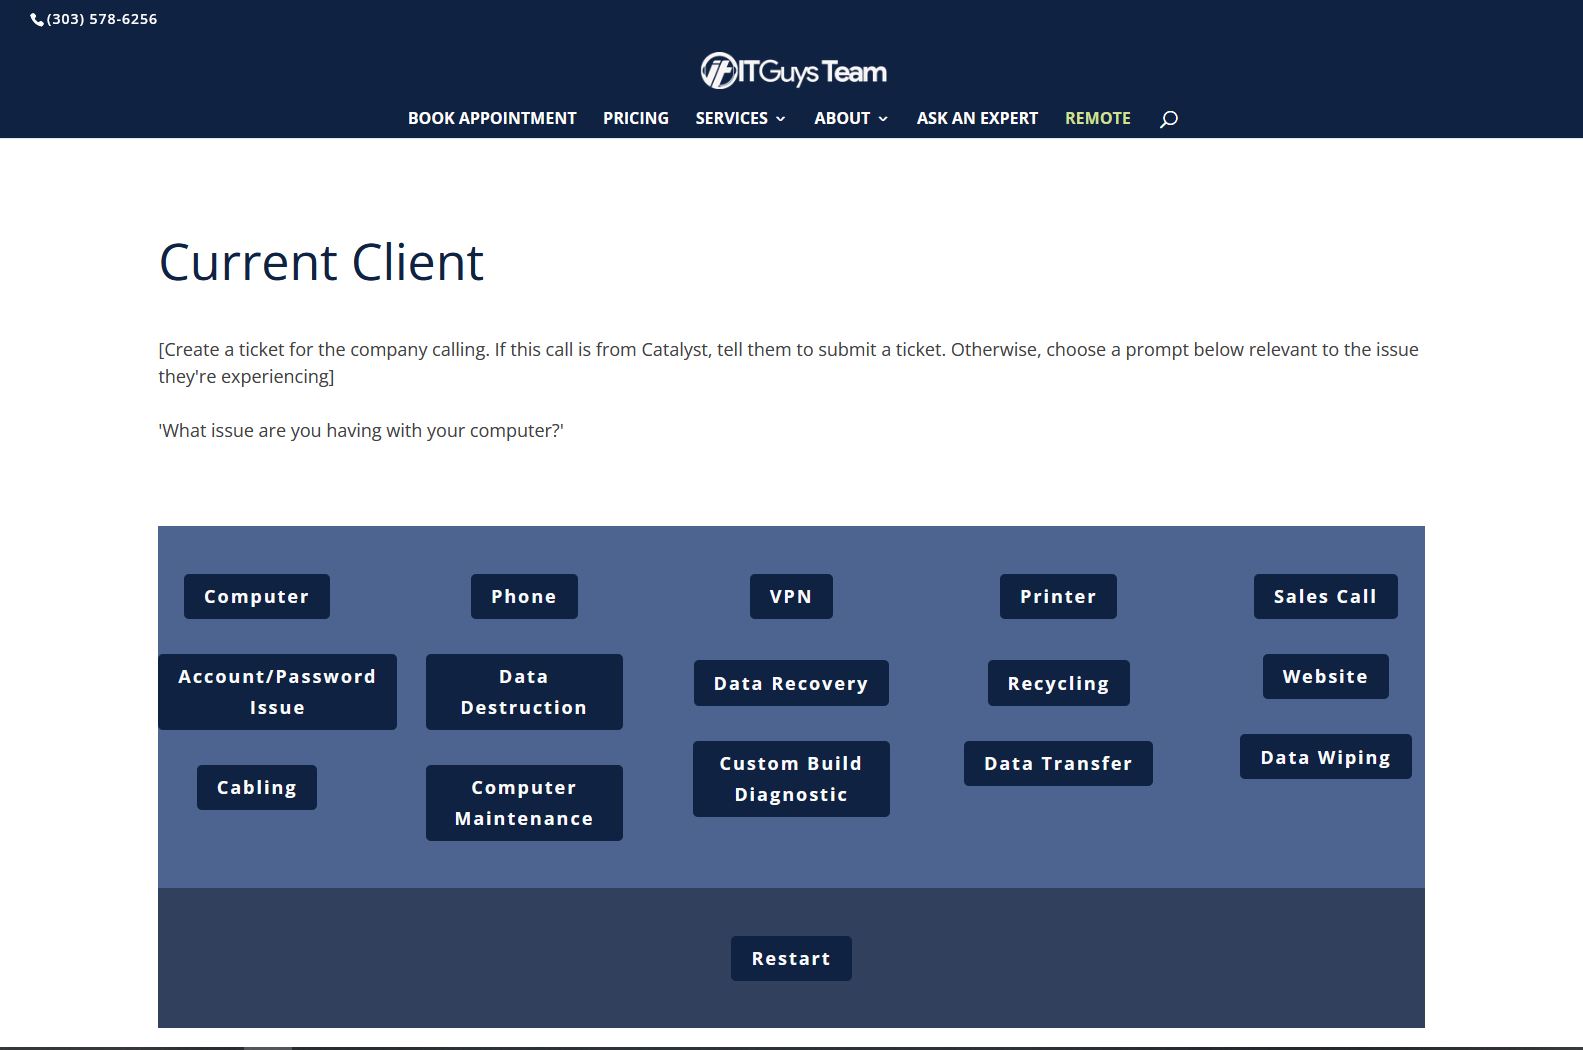 (303) 578-6256
ITGuys Team
BOOK APPOINTMENT PRICING SERVICES ABOUT ASK AN EXPERT REMOTE
Current Client
[Create a ticket for the company calling. If this call is from Catalyst, tell them to submit a ticket. Otherwise, choose a prompt below relevant to the issue
they're experiencing]
'What issue are you having with your computer?'
Computer
Phone
VPN
Printer
Sales Call
Account/Password
Issue
Data
Destruction
Data Recovery
Recycling
Website
Cabling
Computer
Maintenance
Custom Build
Diagnostic
Data Transfer
Data Wiping
Restart